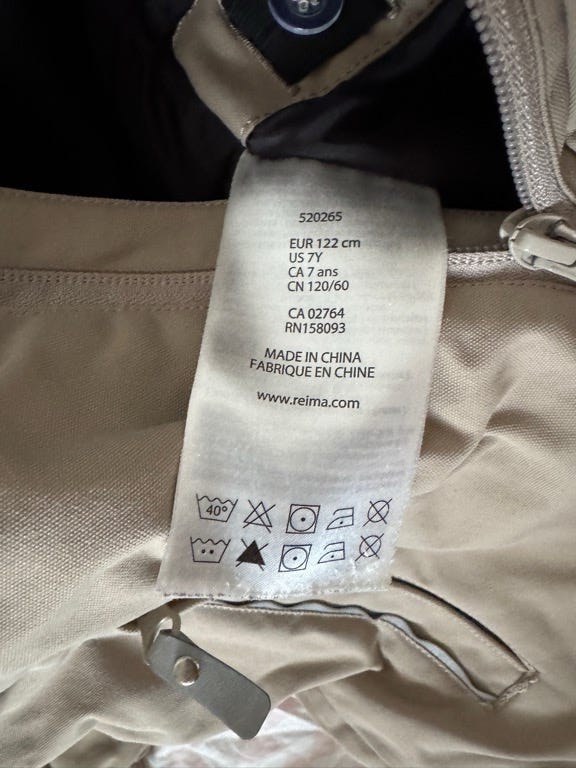 520265
EUR 122 cm
US 7Y
CA 7 ans
CN 120/60
CA 02764
RN158093
MADE IN CHINA
FABRIQUE EN CHINE
www.reima.com
40°